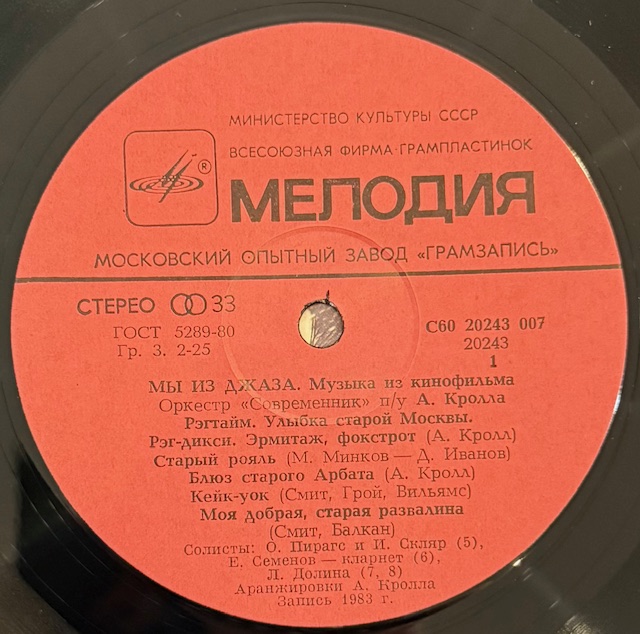 МИНИСТЕРСТВО КУЛЬТУРЫ СССР
ВСЕСОЮЗНАЯ ФИРМА ГРАМПЛАСТИНОК
®
МЕЛОДИЯ
МОСКОВСКИЙ ОПЫТНЫЙ ЗАВОД «ГРАМЗАПИСЬ»
СТЕРЕО 33
ГОСТ 5289-80
Гр. 3. 2-25
С60 20243 007
20243
1
МЫ ИЗ ДЖАЗА. Музыка из кинофильма
Оркестр «Современник» п/у А. Кролла
Рэгтайм. Улыбка старой Москвы.
Рэг-дикси. Эрмитаж, фокстрот (А. Кролл)
Старый рояль (М. Минков — Д. Иванов)
Блюз старого Арбата (А. Кролл)
Кейк-уок (Смит, Грой, Вильямс)
Моя добрая, старая развалина
(Смит, Балкан)
Солисты: О. Пирагс и И. Скляр (5),
Е. Семенов — кларнет (6),
Л. Долина (7, 8)
Аранжировки А. Кролла
Запись 1983 г.